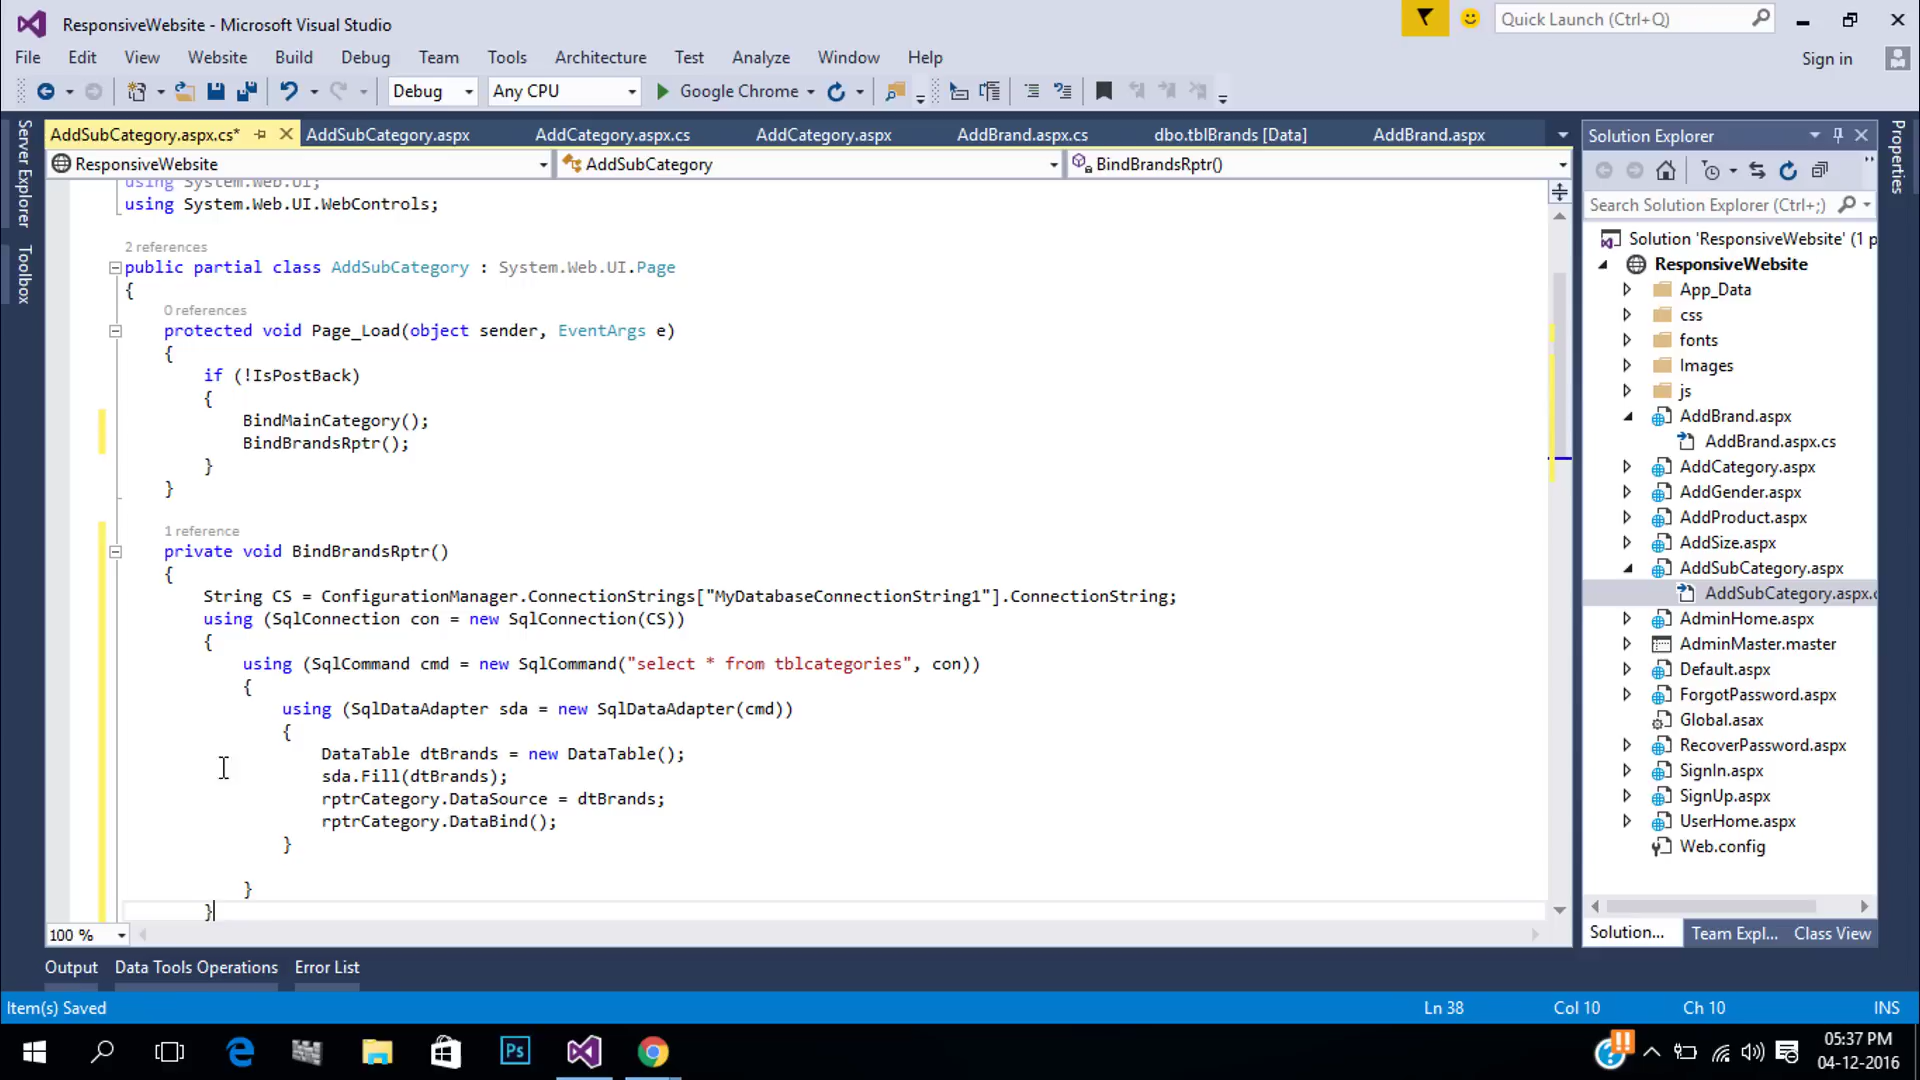 ResponsiveWebsite - Microsoft Visual Studio
Quick Launch (Ctrl+Q)
File Edit View Website Build Debug Team Tools Architecture Test Analyze Window Help
Sign in
Debug Any CPU Google Chrome
AddSubCategory.aspx.cs* AddSubCategory.aspx AddCategory.aspx.cs AddCategory.aspx AddBrand.aspx.cs dbo.tblBrands [Data] AddBrand.aspx
ResponsiveWebsite AddSubCategory BindBrandsRptr()
Server Explorer
Toolbox
using System.Web.UI;
using System.Web.UI.WebControls;
2 references
public partial class AddSubCategory : System.Web.UI.Page
{
0 references
protected void Page_Load(object sender, EventArgs e)
{
if (!IsPostBack)
{
BindMainCategory();
BindBrandsRptr();
}
}
1 reference
private void BindBrandsRptr()
{
String CS = ConfigurationManager.ConnectionStrings["MyDatabaseConnectionString1"].ConnectionString;
using (SqlConnection con = new SqlConnection(CS))
{
using (SqlCommand cmd = new SqlCommand("select * from tblcategories", con))
{
using (SqlDataAdapter sda = new SqlDataAdapter(cmd))
{
DataTable dtBrands = new DataTable();
sda.Fill(dtBrands);
rptrCategory.DataSource = dtBrands;
rptrCategory.DataBind();
}
}
}
100 %
Solution Explorer
Search Solution Explorer (Ctrl+;)
Solution 'ResponsiveWebsite' (1 p
ResponsiveWebsite
App_Data
css
fonts
Images
js
AddBrand.aspx
AddBrand.aspx.cs
AddCategory.aspx
AddGender.aspx
AddProduct.aspx
AddSize.aspx
AddSubCategory.aspx
AddSubCategory.aspx.c
AdminHome.aspx
AdminMaster.master
Default.aspx
ForgotPassword.aspx
Global.asax
RecoverPassword.aspx
SignIn.aspx
SignUp.aspx
UserHome.aspx
Web.config
Solution... Team Expl... Class View
Properties
Output Data Tools Operations Error List
Item(s) Saved Ln 38 Col 10 Ch 10 INS
Ps
05:37 PM
04-12-2016